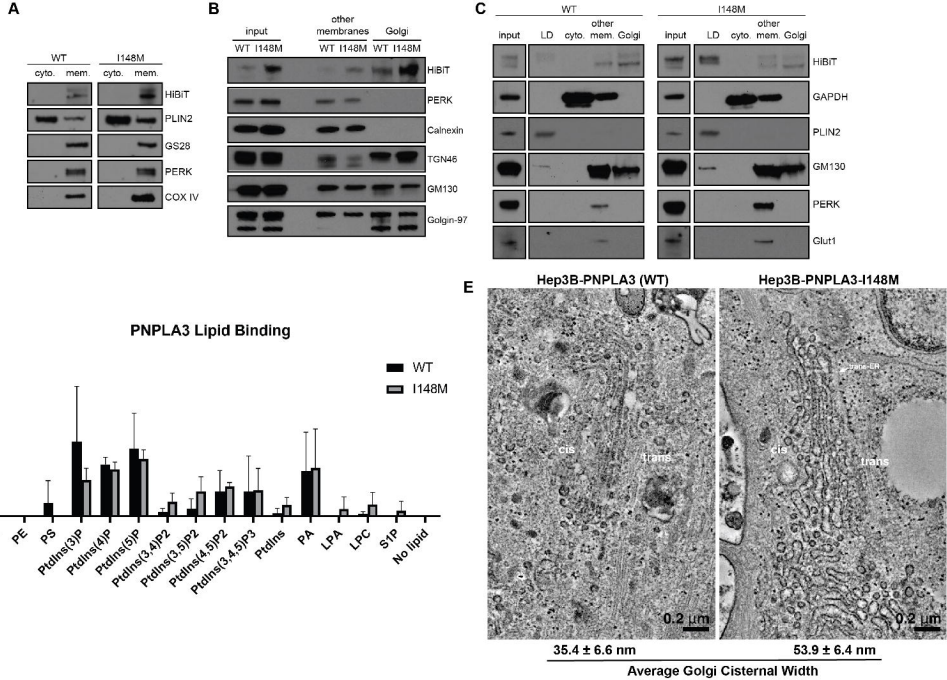 A
WT I148M
cyto. mem. cyto. mem.
HiBiT
PLIN2
GS28
PERK
COX IV
B
input other membranes Golgi
WT I148M WT I148M WT I148M
HiBiT
PERK
Calnexin
TGN46
GM130
Golgin-97
C
WT I148M
input LD cyto. other mem. Golgi input LD cyto. other mem. Golgi
HiBiT
GAPDH
PLIN2
GM130
PERK
Glut1
PNPLA3 Lipid Binding
WT
I148M
PE
PS
PtdIns(3)P
PtdIns(4)P
PtdIns(5)P
PtdIns(3,4)P2
PtdIns(3,5)P2
PtdIns(4,5)P2
PtdIns(3,4,5)P3
PtdIns
PA
LPA
LPC
S1P
No lipid
E
Hep3B-PNPLA3 (WT) Hep3B-PNPLA3-I148M
trans-ER
cis trans cis trans
0.2 μm 0.2 μm
35.4 ± 6.6 nm 53.9 ± 6.4 nm
Average Golgi Cisternal Width